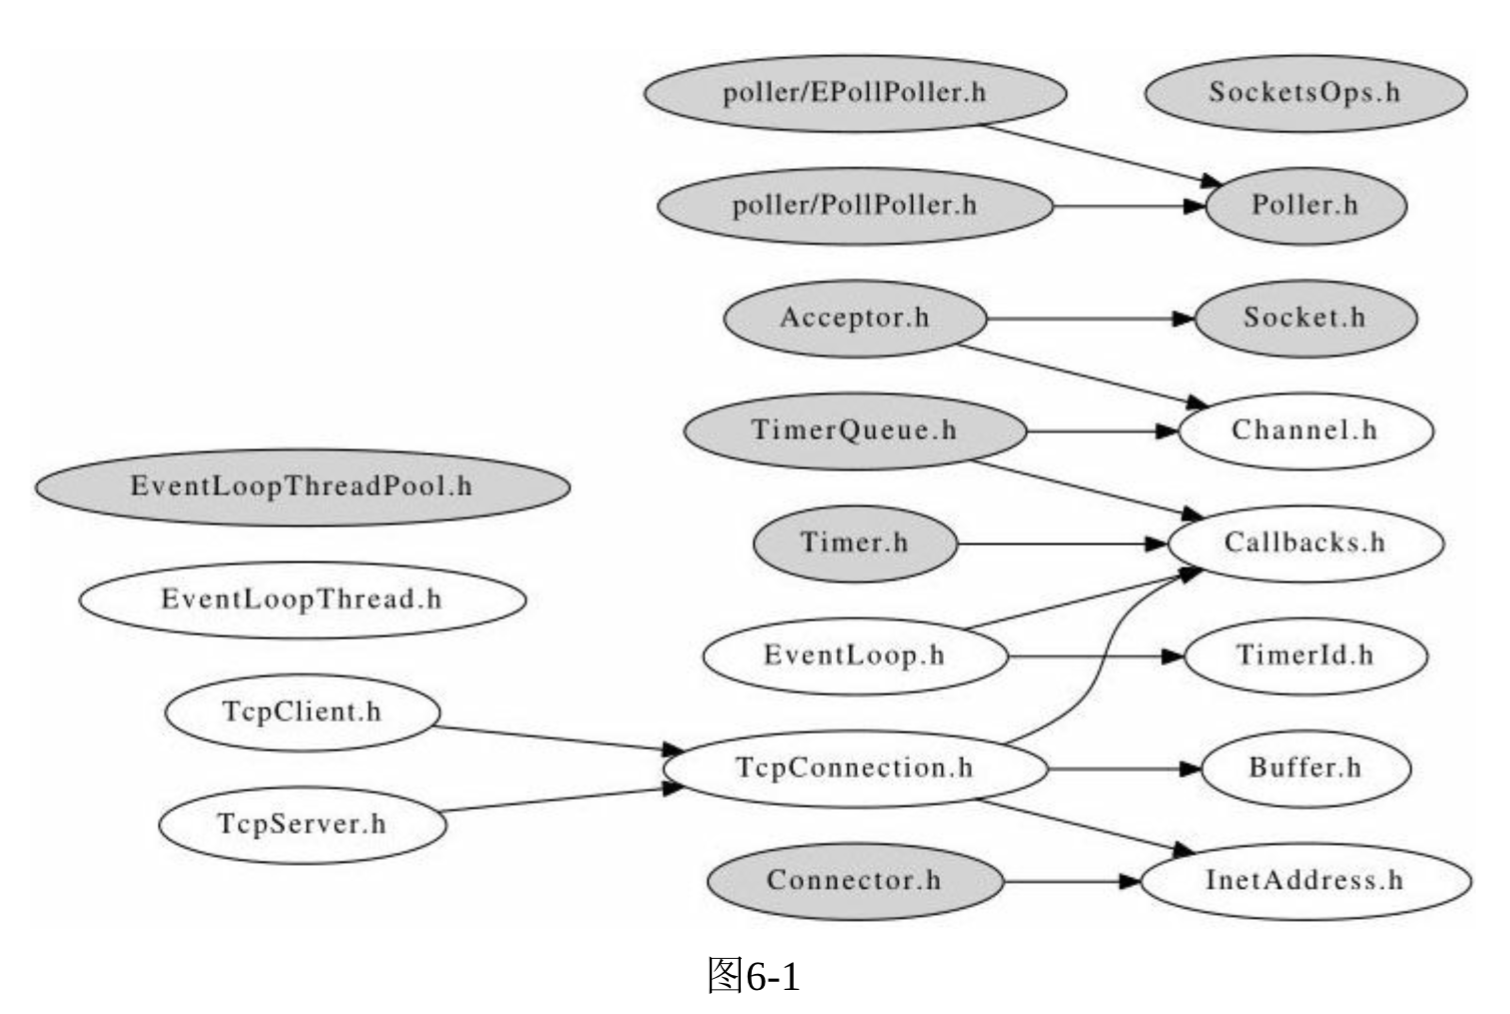 poller/EPollPoller.h
SocketsOps.h
poller/PollPoller.h
Poller.h
Acceptor.h
Socket.h
TimerQueue.h
Channel.h
EventLoopThreadPool.h
Timer.h
Callbacks.h
EventLoopThread.h
EventLoop.h
TimerId.h
TcpClient.h
TcpConnection.h
Buffer.h
TcpServer.h
Connector.h
InetAddress.h
图6-1